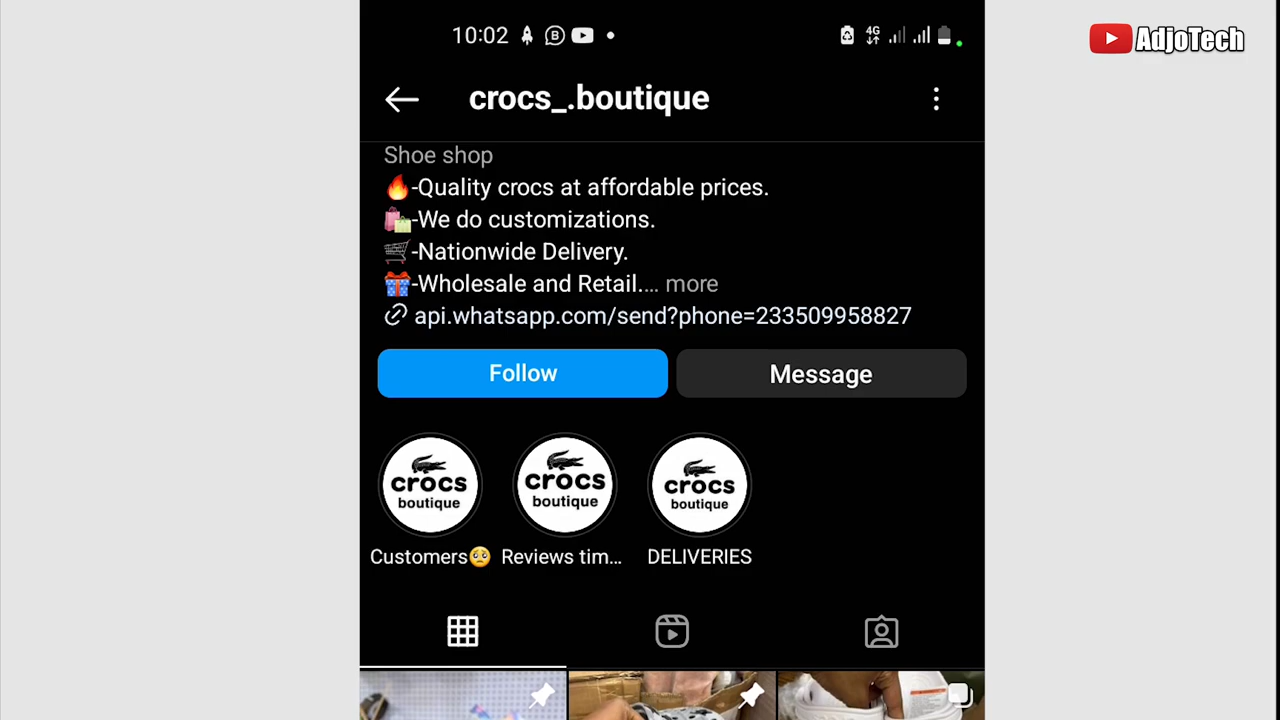 10:02
4G
AdjoTech
crocs_.boutique
Shoe shop
🔥-Quality crocs at affordable prices.
🛍️-We do customizations.
🛒-Nationwide Delivery.
🎁-Wholesale and Retail.... more
api.whatsapp.com/send?phone=233509958827
Follow
Message
crocs
boutique
crocs
boutique
crocs
boutique
Customers🥺
Reviews tim...
DELIVERIES